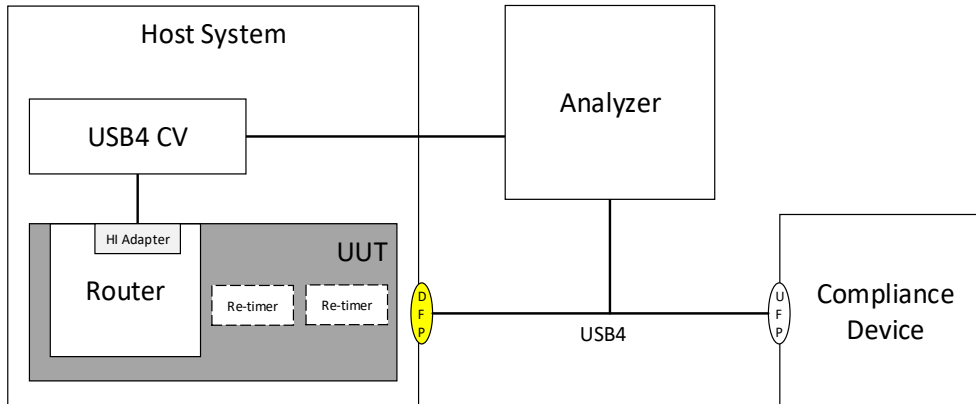 Host System
USB4 CV
Analyzer
HI Adapter
UUT
Router
Re-timer
Re-timer
D
F
P
USB4
U
F
P
Compliance
Device